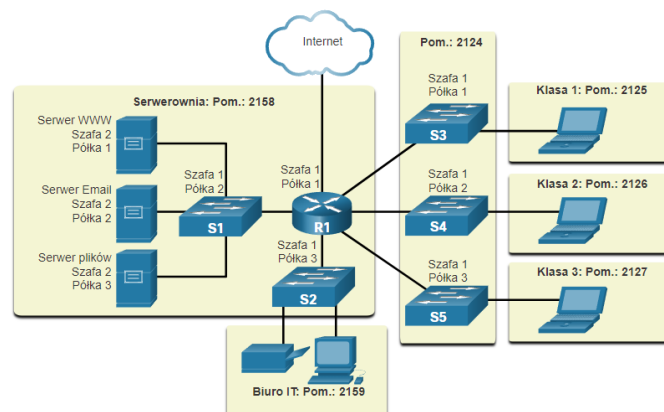 Internet
Pom.: 2124
Szafa 1
Półka 1
S3
Klasa 1: Pom.: 2125
Serwerownia: Pom.: 2158
Serwer WWW
Szafa 2
Półka 1
Serwer Email
Szafa 2
Półka 2
Serwer plików
Szafa 2
Półka 3
Szafa 1
Półka 2
S1
Szafa 1
Półka 1
R1
Szafa 1
Półka 3
S2
Szafa 1
Półka 2
S4
Klasa 2: Pom.: 2126
Szafa 1
Półka 3
S5
Klasa 3: Pom.: 2127
Biuro IT: Pom.: 2159